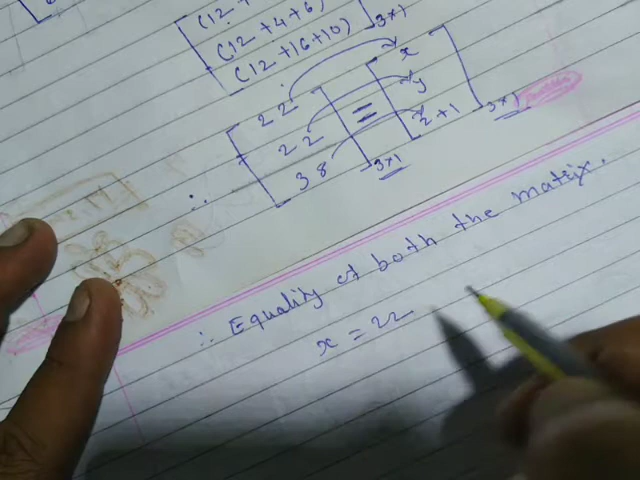 (12+4+6)
(12+16+10) 3×1
∴ [22 = [x
22 y
38] 3×1 z+1] 3×1
∴ Equality of both the matrix.
x = 22